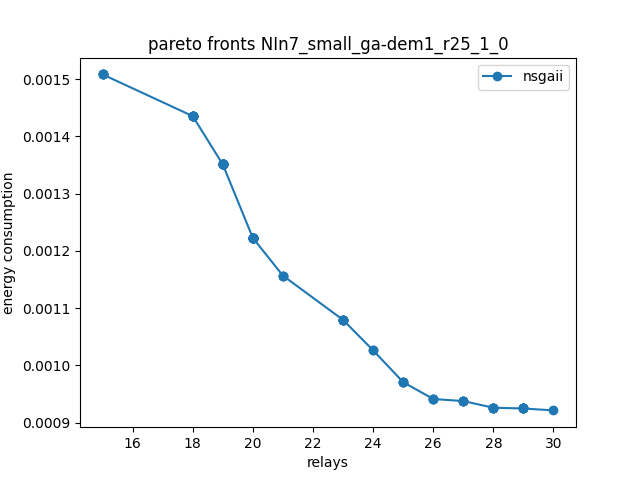 pareto fronts NIn7_small_ga-dem1_r25_1_0
nsgaii
energy consumption
0.0015
0.0014
0.0013
0.0012
0.0011
0.0010
0.0009
16 18 20 22 24 26 28 30
relays